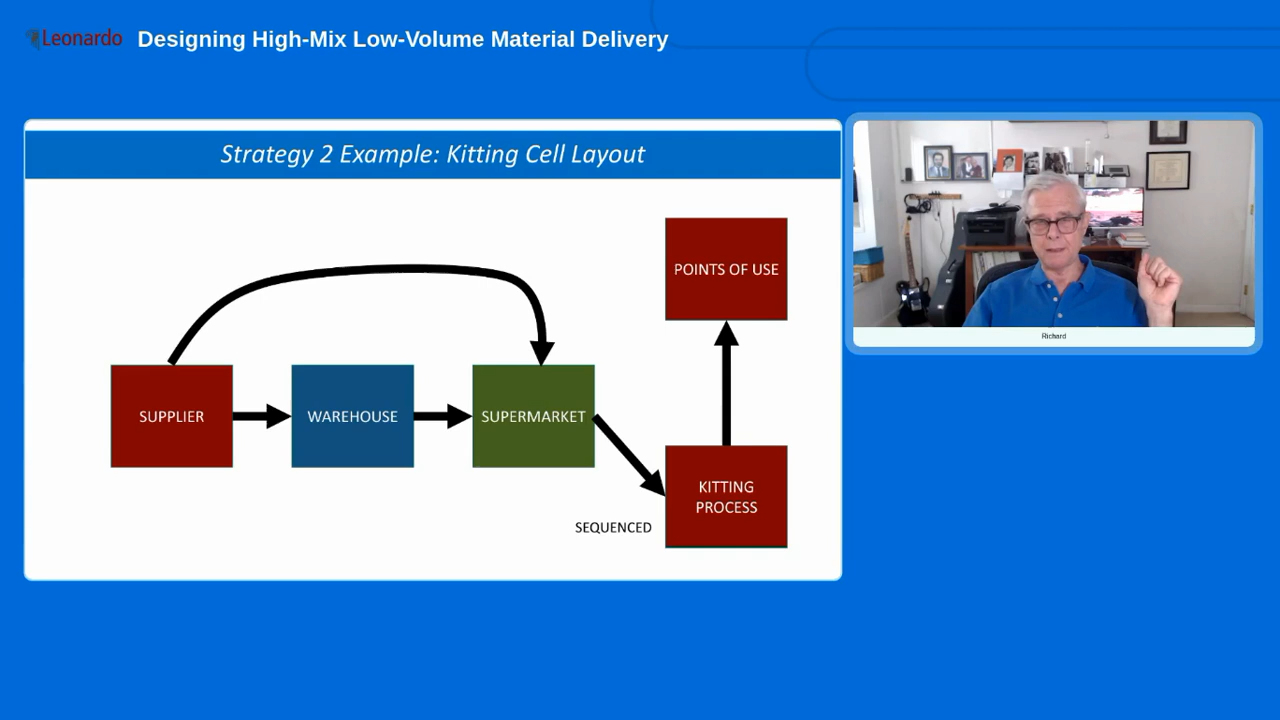 Leonardo
Designing High-Mix Low-Volume Material Delivery
Strategy 2 Example: Kitting Cell Layout
POINTS OF USE
SUPPLIER
WAREHOUSE
SUPERMARKET
KITTING
PROCESS
SEQUENCED
Richard